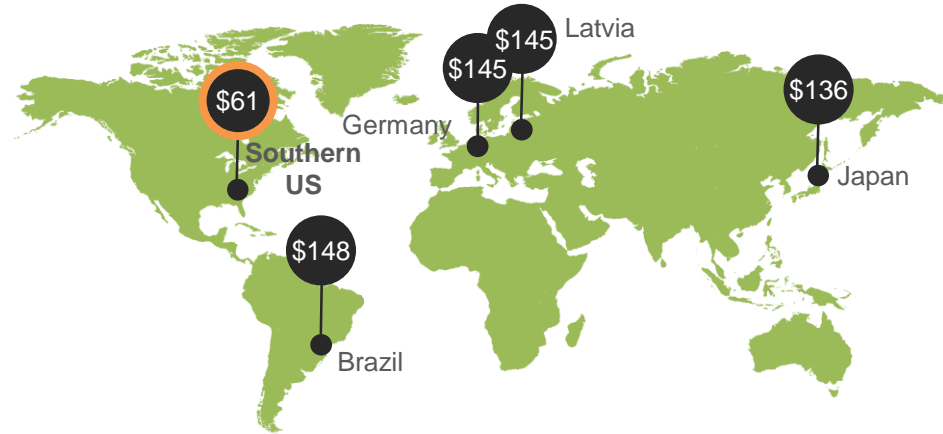 $145
Latvia
$145
$136
$61
Germany
Southern
US
Japan
$148
Brazil